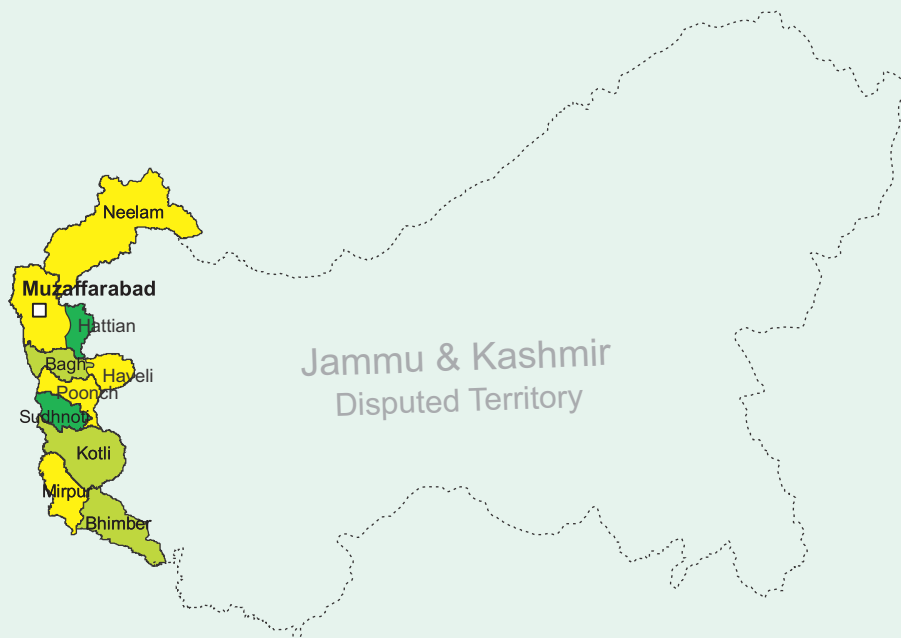 Neelam
Muzaffarabad
Hattian
Jammu & Kashmir
Disputed Territory
Bagh
Haveli
Poonch
Sudhnoti
Kotli
Mirpur
Bhimber